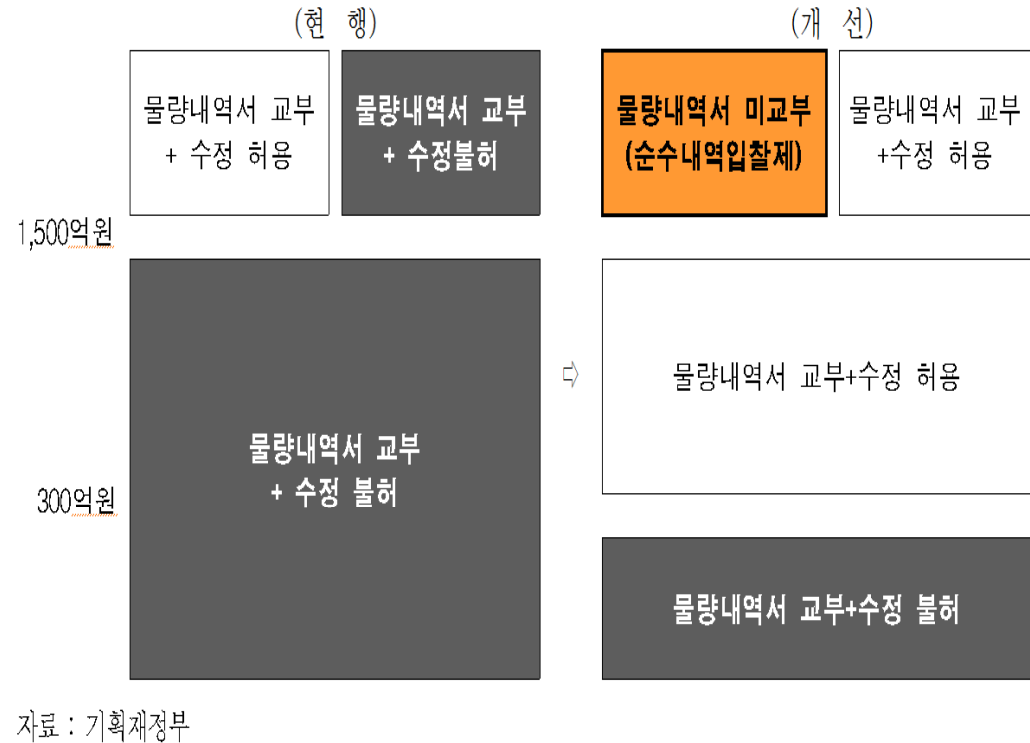 (현 행)
(개 선)
물량내역서 교부
+ 수정 허용
물량내역서 교부
+ 수정불허
물량내역서 미교부
(순수내역입찰제)
물량내역서 교부
+수정 허용
1,500억원
물량내역서 교부
+ 수정 불허
⇨
물량내역서 교부+수정 허용
300억원
물량내역서 교부+수정 불허
자료 : 기획재정부